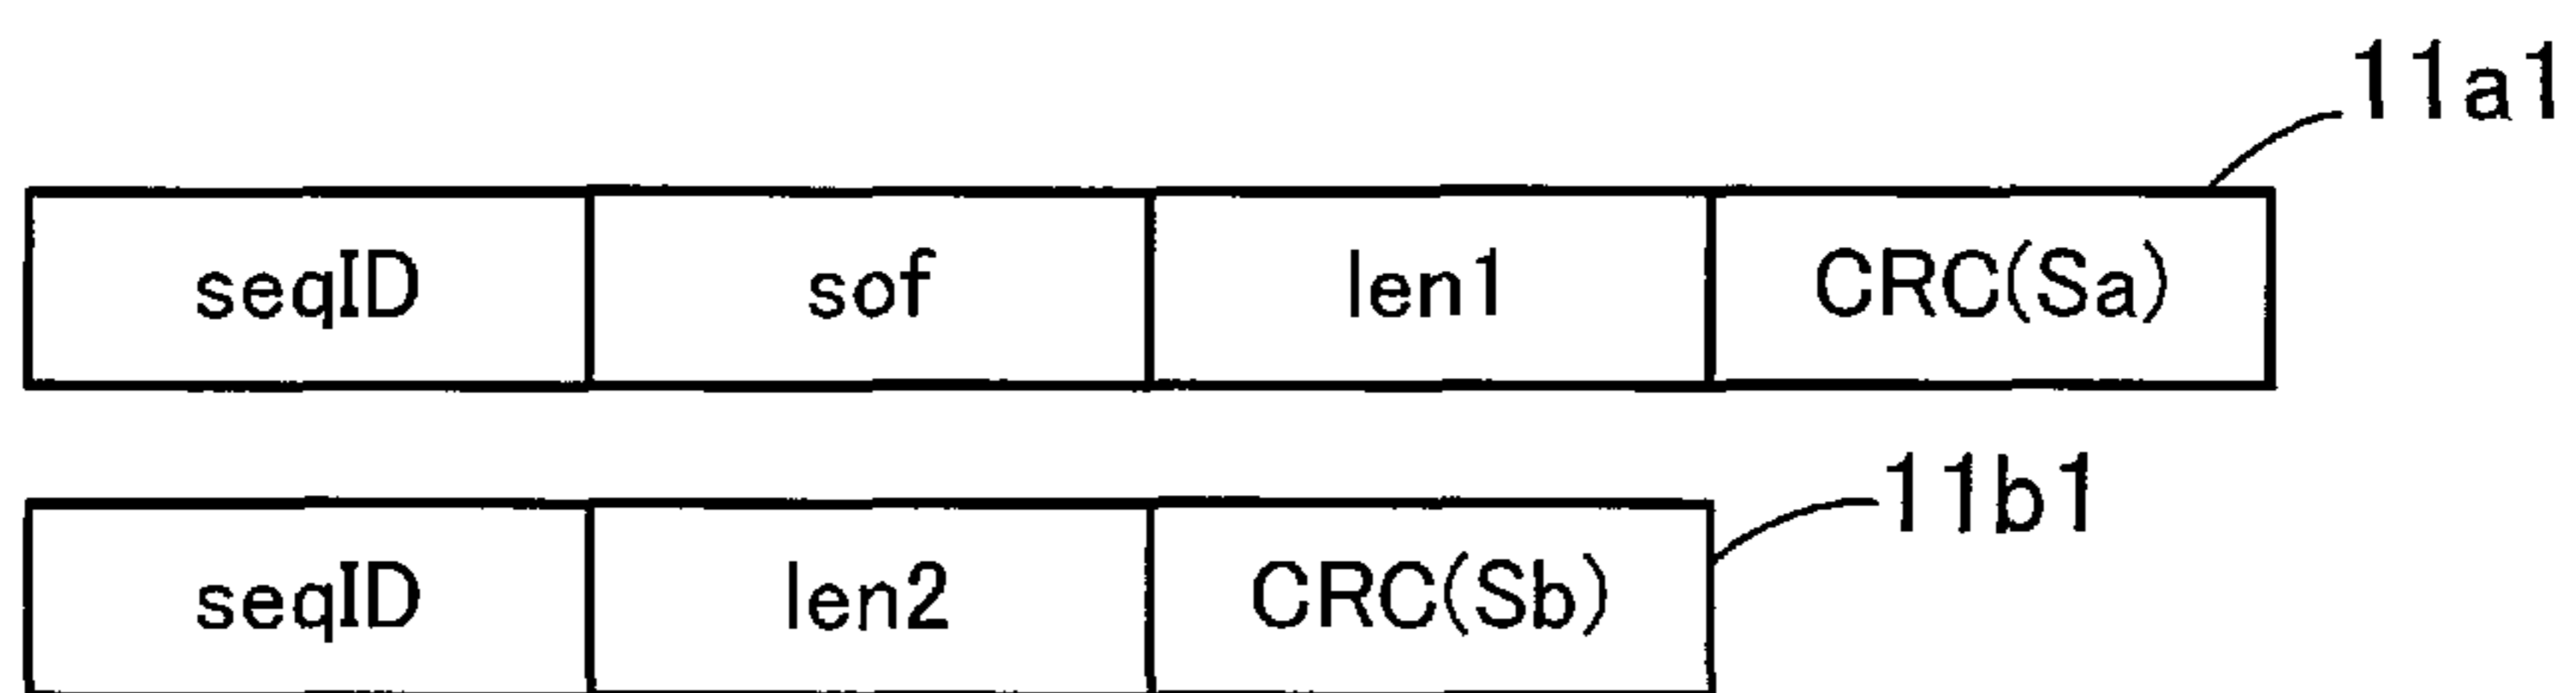 11a1
seqID sof len1 CRC(Sa)
11b1
seqID len2 CRC(Sb)